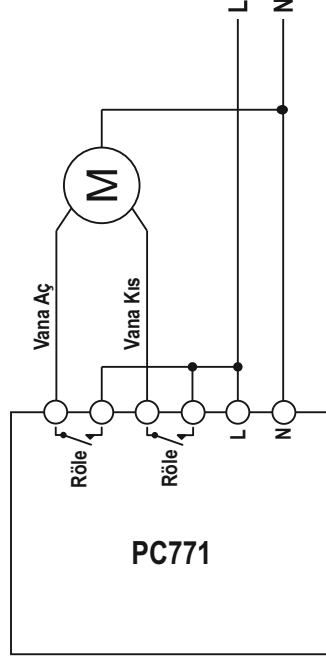 L
N
M
Vana Aç
Vana Kıs
Röle
Röle
L
N
PC771